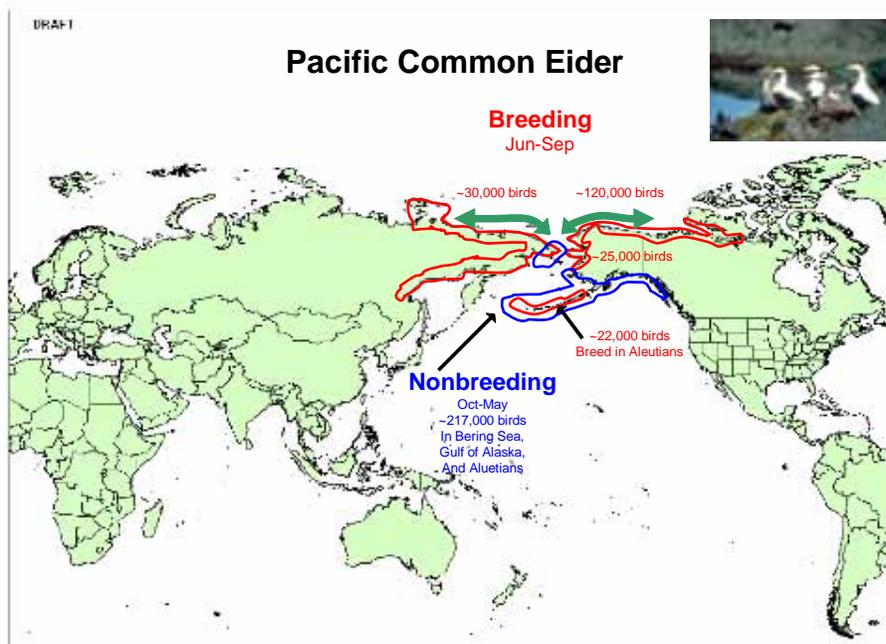 DRAFT
Pacific Common Eider
Breeding
Jun-Sep
~30,000 birds
~120,000 birds
~25,000 birds
~22,000 birds
Breed in Aleutians
Nonbreeding
Oct-May
~217,000 birds
In Bering Sea,
Gulf of Alaska,
And Aluetians